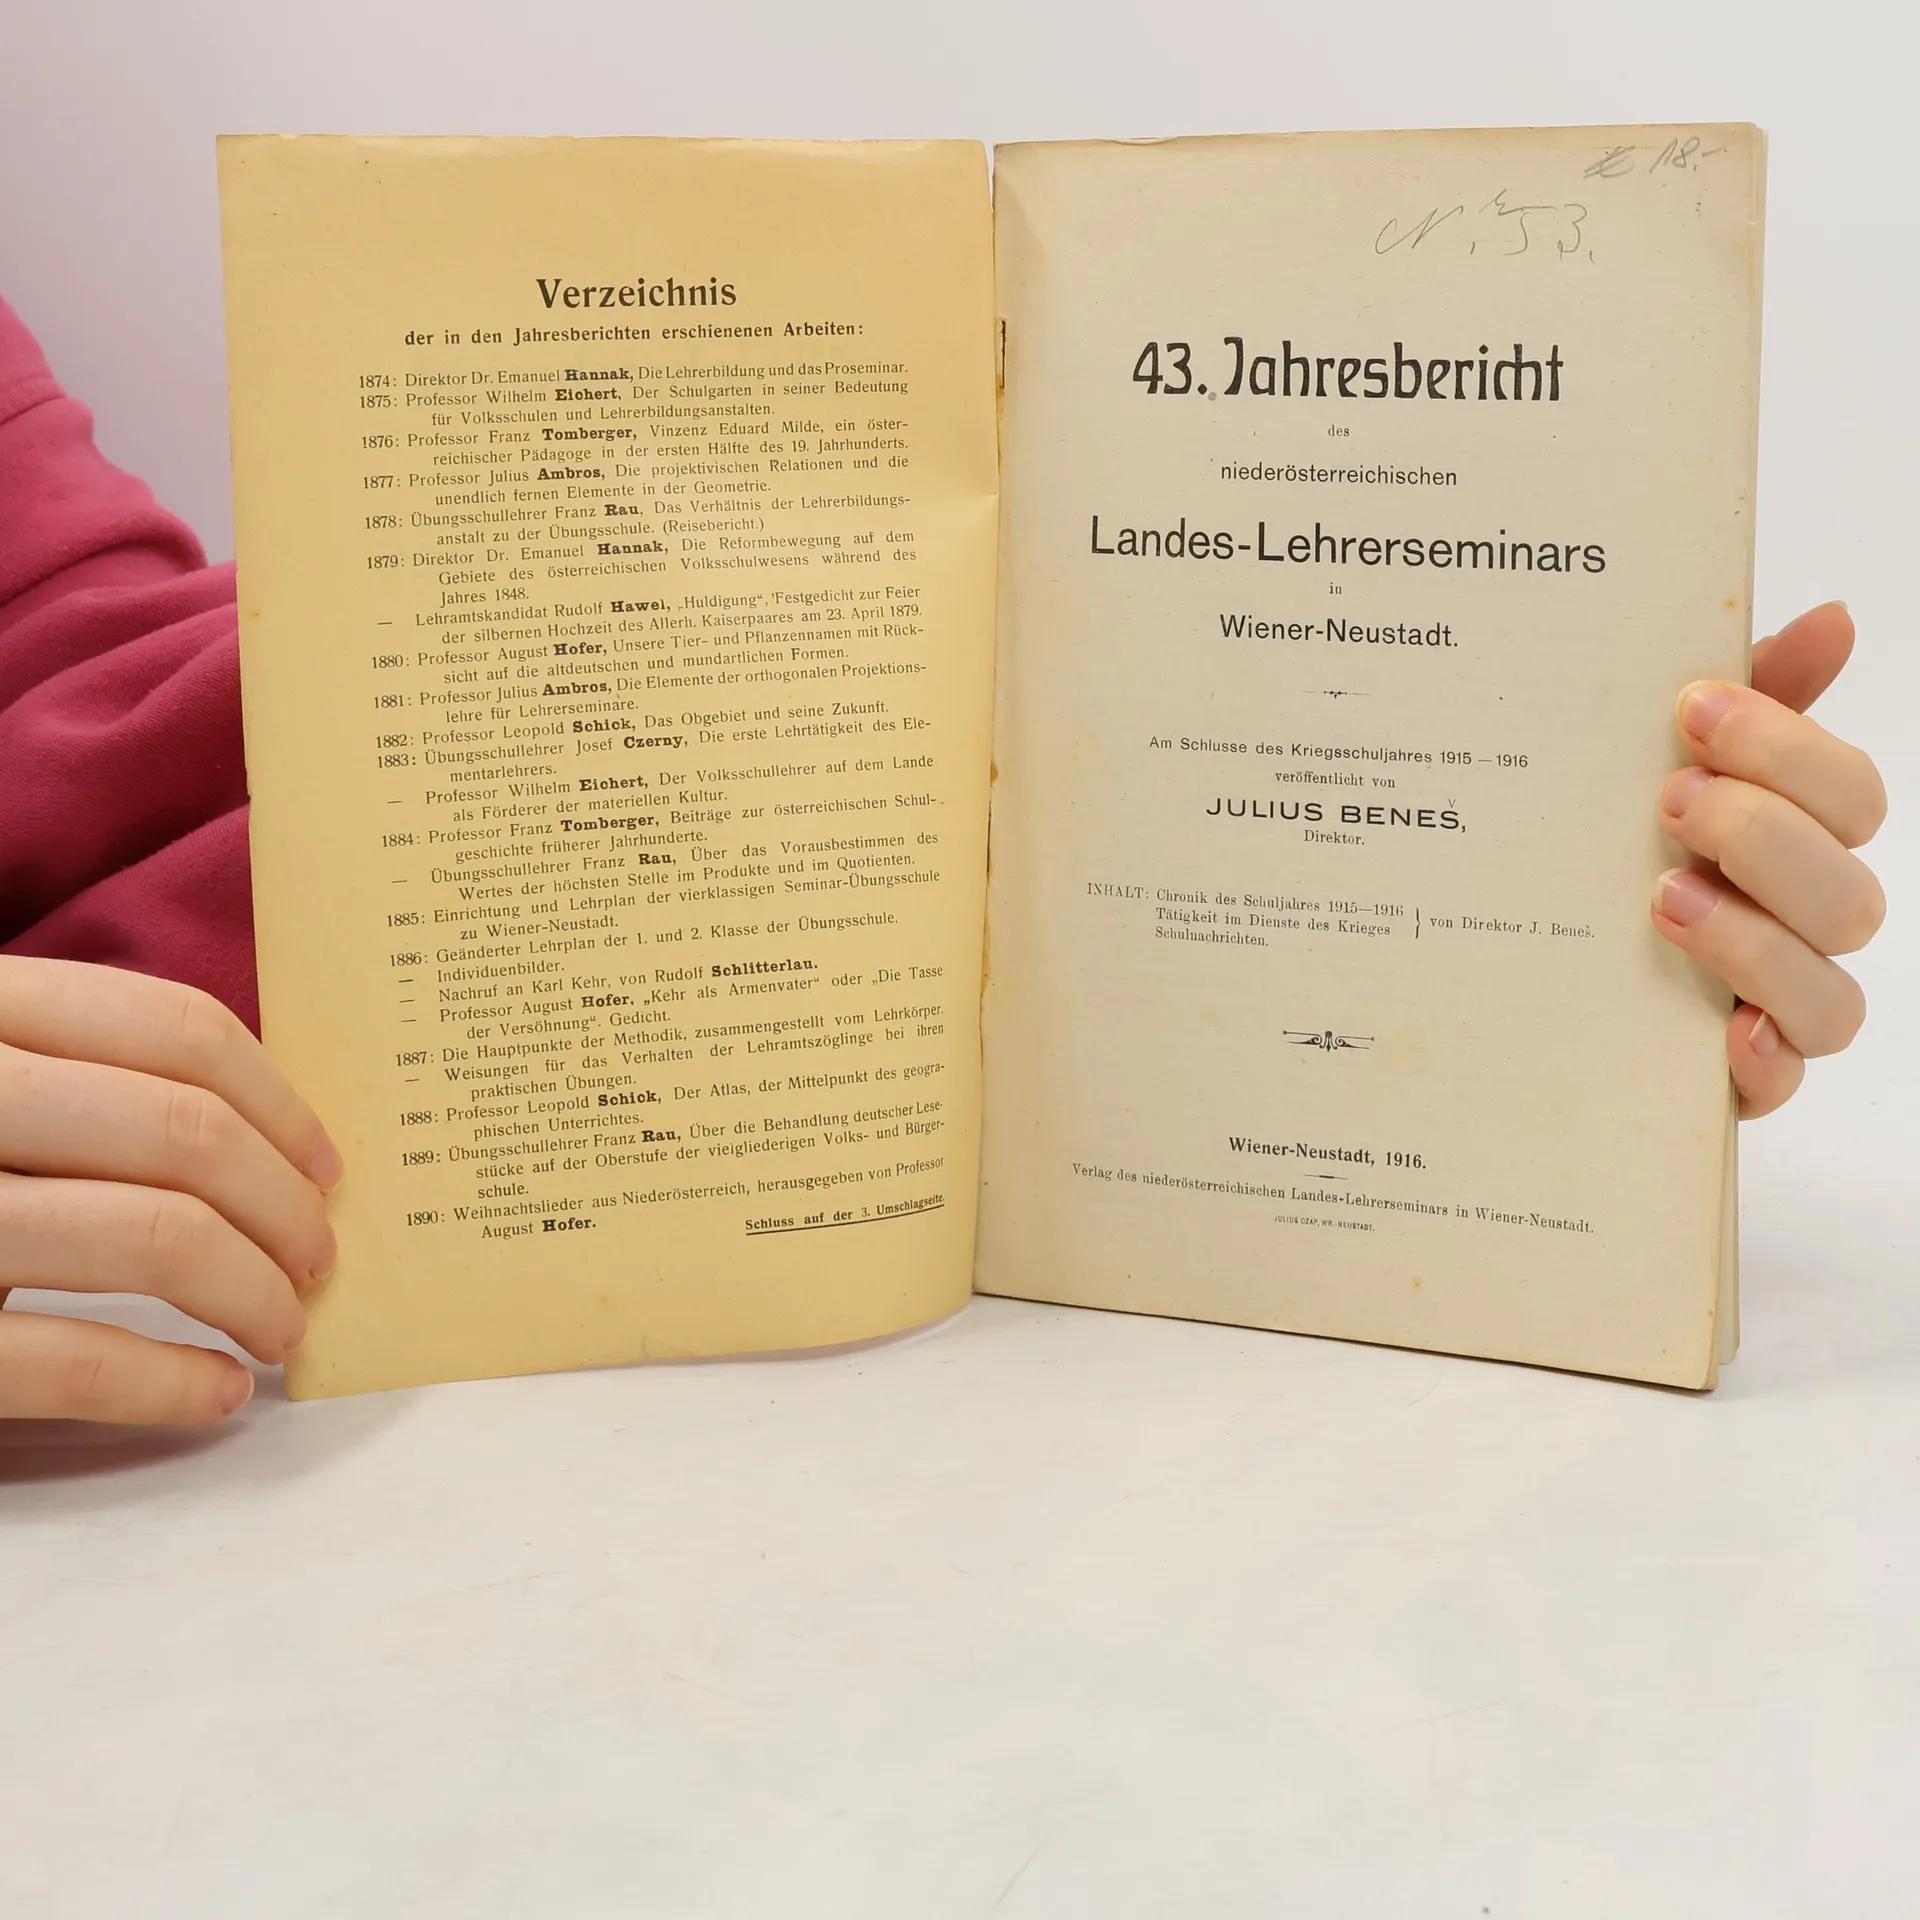 Verzeichnis
der in den Jahresberichten erschienenen Arbeiten:
1874: Direktor Dr. Emanuel Hannak, Die Lehrerbildung und das Proseminar.
1875: Professor Wilhelm Eichert, Der Schulgarten in seiner Bedeutung
für Volksschulen und Lehrerbildungsanstalten.
1876: Professor Franz Tomberger, Vinzenz Eduard Milde, ein öster-
reichischer Pädagoge in der ersten Hälfte des 19. Jahrhunderts.
1877: Professor Julius Ambros, Die projektivischen Relationen und die
unendlich fernen Elemente in der Geometrie.
1878: Übungsschullehrer Franz Rau, Das Verhältnis der Lehrerbildungs-
anstalt zu der Übungsschule. (Reisebericht.)
1879: Direktor Dr. Emanuel Hannak, Die Reformbewegung auf dem
Gebiete des österreichischen Volksschulwesens während des
Jahres 1848.
— Lehramtskandidat Rudolf Hawel, „Huldigung“, Festgedicht zur Feier
der silbernen Hochzeit des Allerh. Kaiserpaares am 23. April 1879.
1880: Professor August Hofer, Unsere Tier- und Pflanzennamen mit Rück-
sicht auf die altdeutschen und mundartlichen Formen.
1881: Professor Julius Ambros, Die Elemente der orthogonalen Projektions-
lehre für Lehrerseminare.
1882: Professor Leopold Schick, Das Obgebiet und seine Zukunft.
1883: Übungsschullehrer Josef Czerny, Die erste Lehrtätigkeit des Ele-
mentarlehrers.
— Professor Wilhelm Eichert, Der Volksschullehrer auf dem Lande
als Förderer der materiellen Kultur.
1884: Professor Franz Tomberger, Beiträge zur österreichischen Schul-
geschichte früherer Jahrhunderte.
— Übungsschullehrer Franz Rau, Über das Vorausbestimmen des
Wertes der höchsten Stelle im Produkte und im Quotienten.
1885: Einrichtung und Lehrplan der vierklassigen Seminar-Übungsschule
zu Wiener-Neustadt.
1886: Geänderter Lehrplan der 1. und 2. Klasse der Übungsschule.
— Individuenbilder.
— Nachruf an Karl Kehr, von Rudolf Schlitterlau.
— Professor August Hofer, „Kehr als Armenvater“ oder „Die Tasse
der Versöhnung“. Gedicht.
1887: Die Hauptpunkte der Methodik, zusammengestellt vom Lehrkörper.
— Weisungen für das Verhalten der Lehramtszöglinge bei ihren
praktischen Übungen.
1888: Professor Leopold Schick, Der Atlas, der Mittelpunkt des geogra-
phischen Unterrichtes.
1889: Übungsschullehrer Franz Rau, Über die Behandlung deutscher Lese-
stücke auf der Oberstufe der vielgliederigen Volks- und Bürger-
schule.
1890: Weihnachtslieder aus Niederösterreich, herausgegeben von Professor
August Hofer.
Schluss auf der 3. Umschlagseite.
18.-
N. 53.
43. Jahresbericht
des
niederösterreichischen
Landes-Lehrerseminars
in
Wiener-Neustadt.
Am Schlusse des Kriegsschuljahres 1915 — 1916
veröffentlicht von
JULIUS BENEŠ,
Direktor.
INHALT: Chronik des Schuljahres 1915—1916
Tätigkeit im Dienste des Krieges } von Direktor J. Beneš.
Schulnachrichten.
Wiener-Neustadt, 1916.
Verlag des niederösterreichischen Landes-Lehrerseminars in Wiener-Neustadt.
JULIUS OZAP, WR.-NEUSTADT.